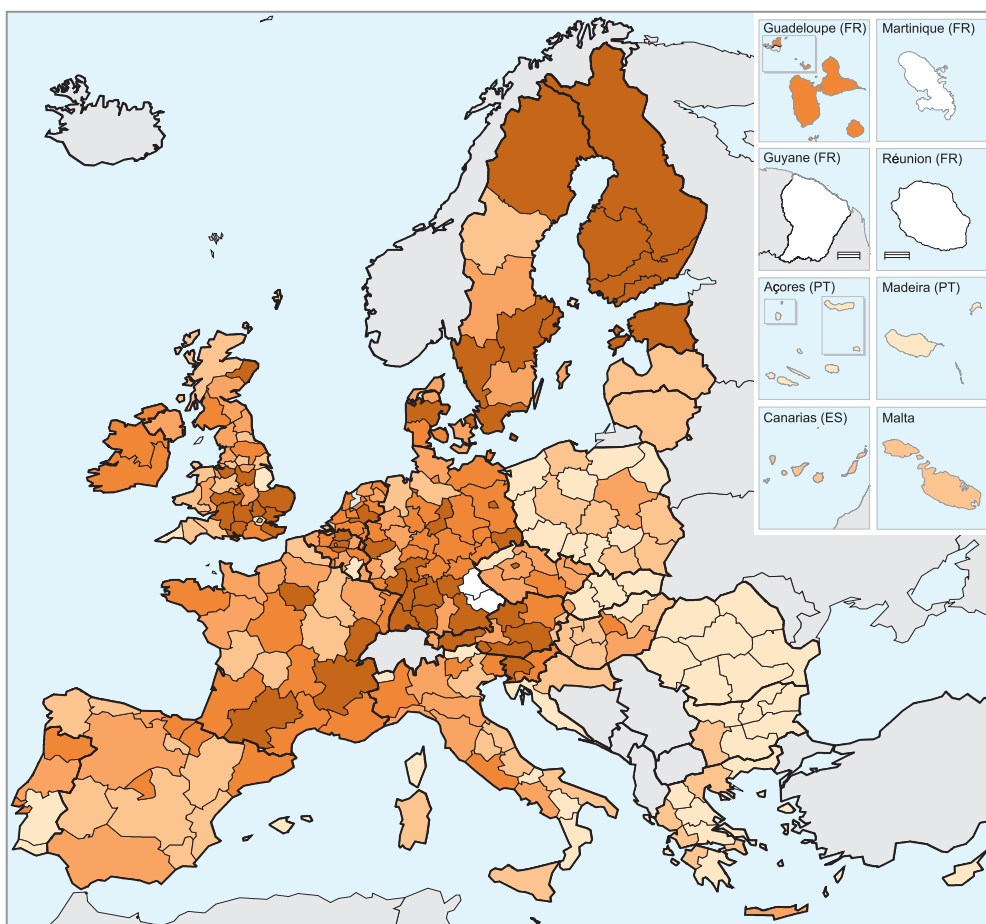 Guadeloupe (FR)
Martinique (FR)
Guyane (FR)
Réunion (FR)
Açores (PT)
Madeira (PT)
Canarias (ES)
Malta